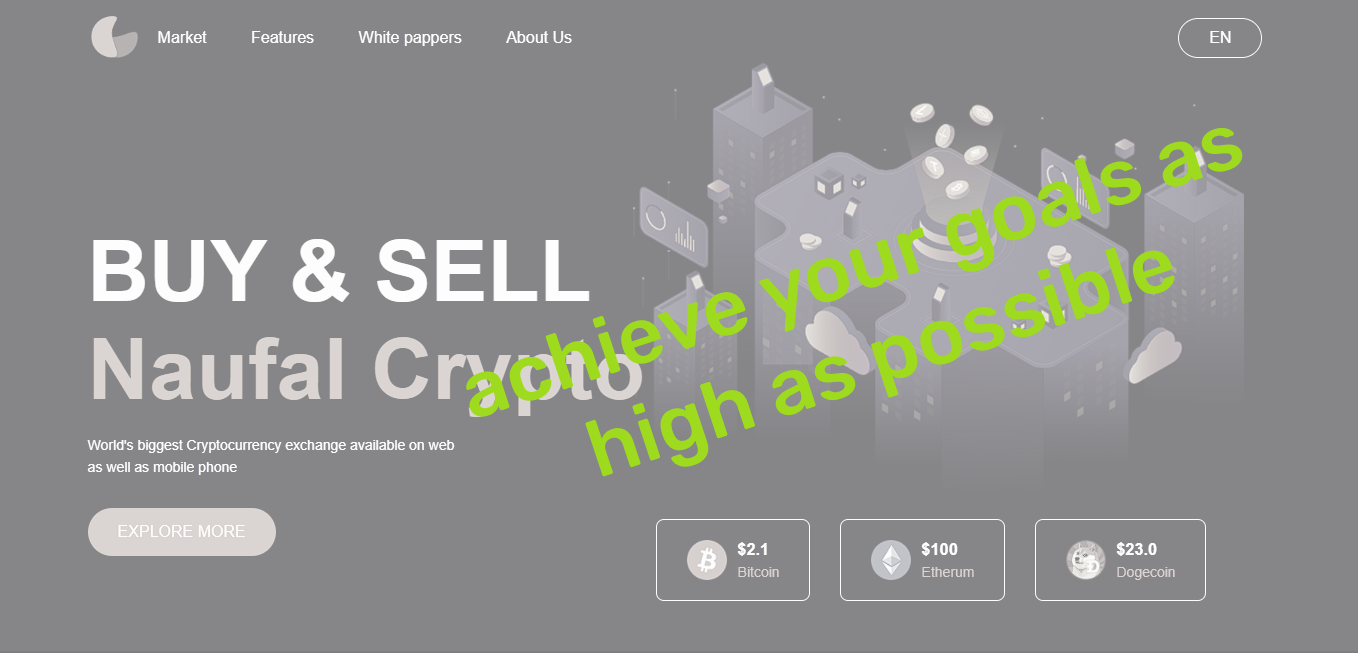 Market
Features
White pappers
About Us
EN
BUY & SELL
Naufal Crypto
achieve your goals as
high as possible
World's biggest Cryptocurrency exchange available on web
as well as mobile phone
EXPLORE MORE
$2.1
Bitcoin
$100
Etherum
$23.0
Dogecoin